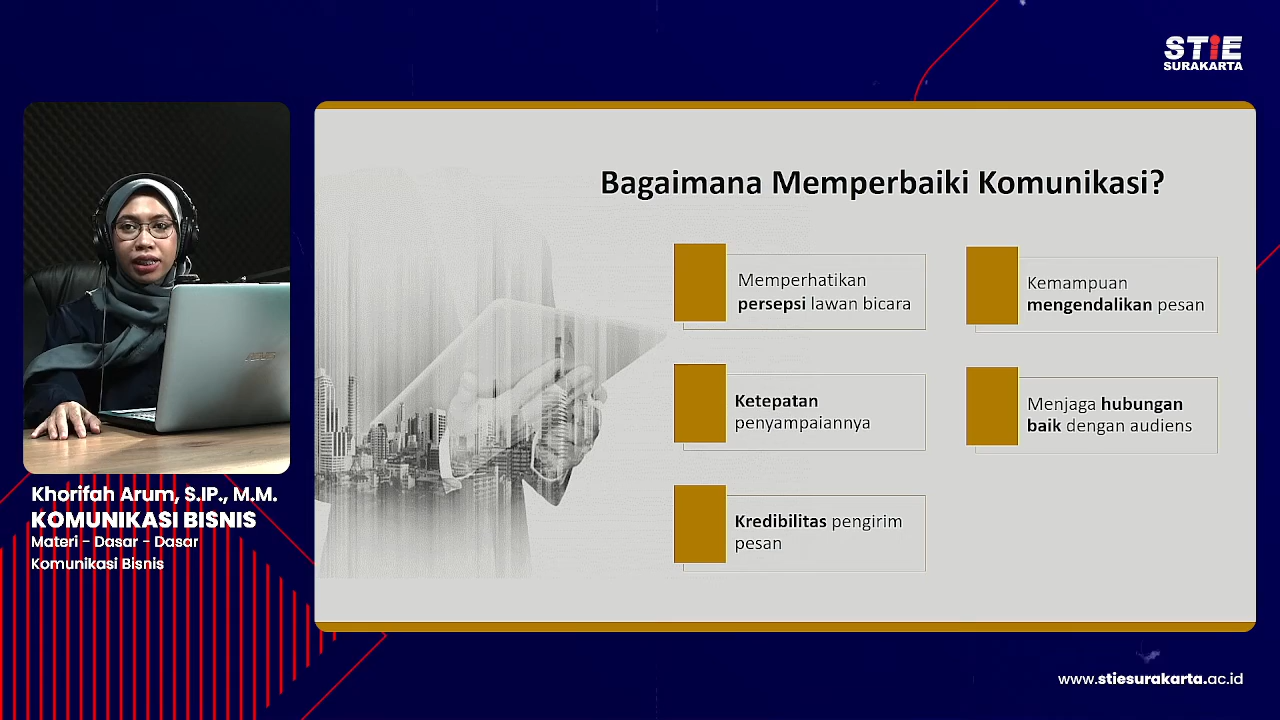 STIE
SURAKARTA
Bagaimana Memperbaiki Komunikasi?
Memperhatikan
persepsi lawan bicara
Kemampuan
mengendalikan pesan
Ketepatan
penyampaiannya
Menjaga hubungan
baik dengan audiens
Kredibilitas pengirim
pesan
Khorifah Arum, S.IP., M.M.
KOMUNIKASI BISNIS
Materi - Dasar - Dasar
Komunikasi Bisnis
www.stiesurakarta.ac.id